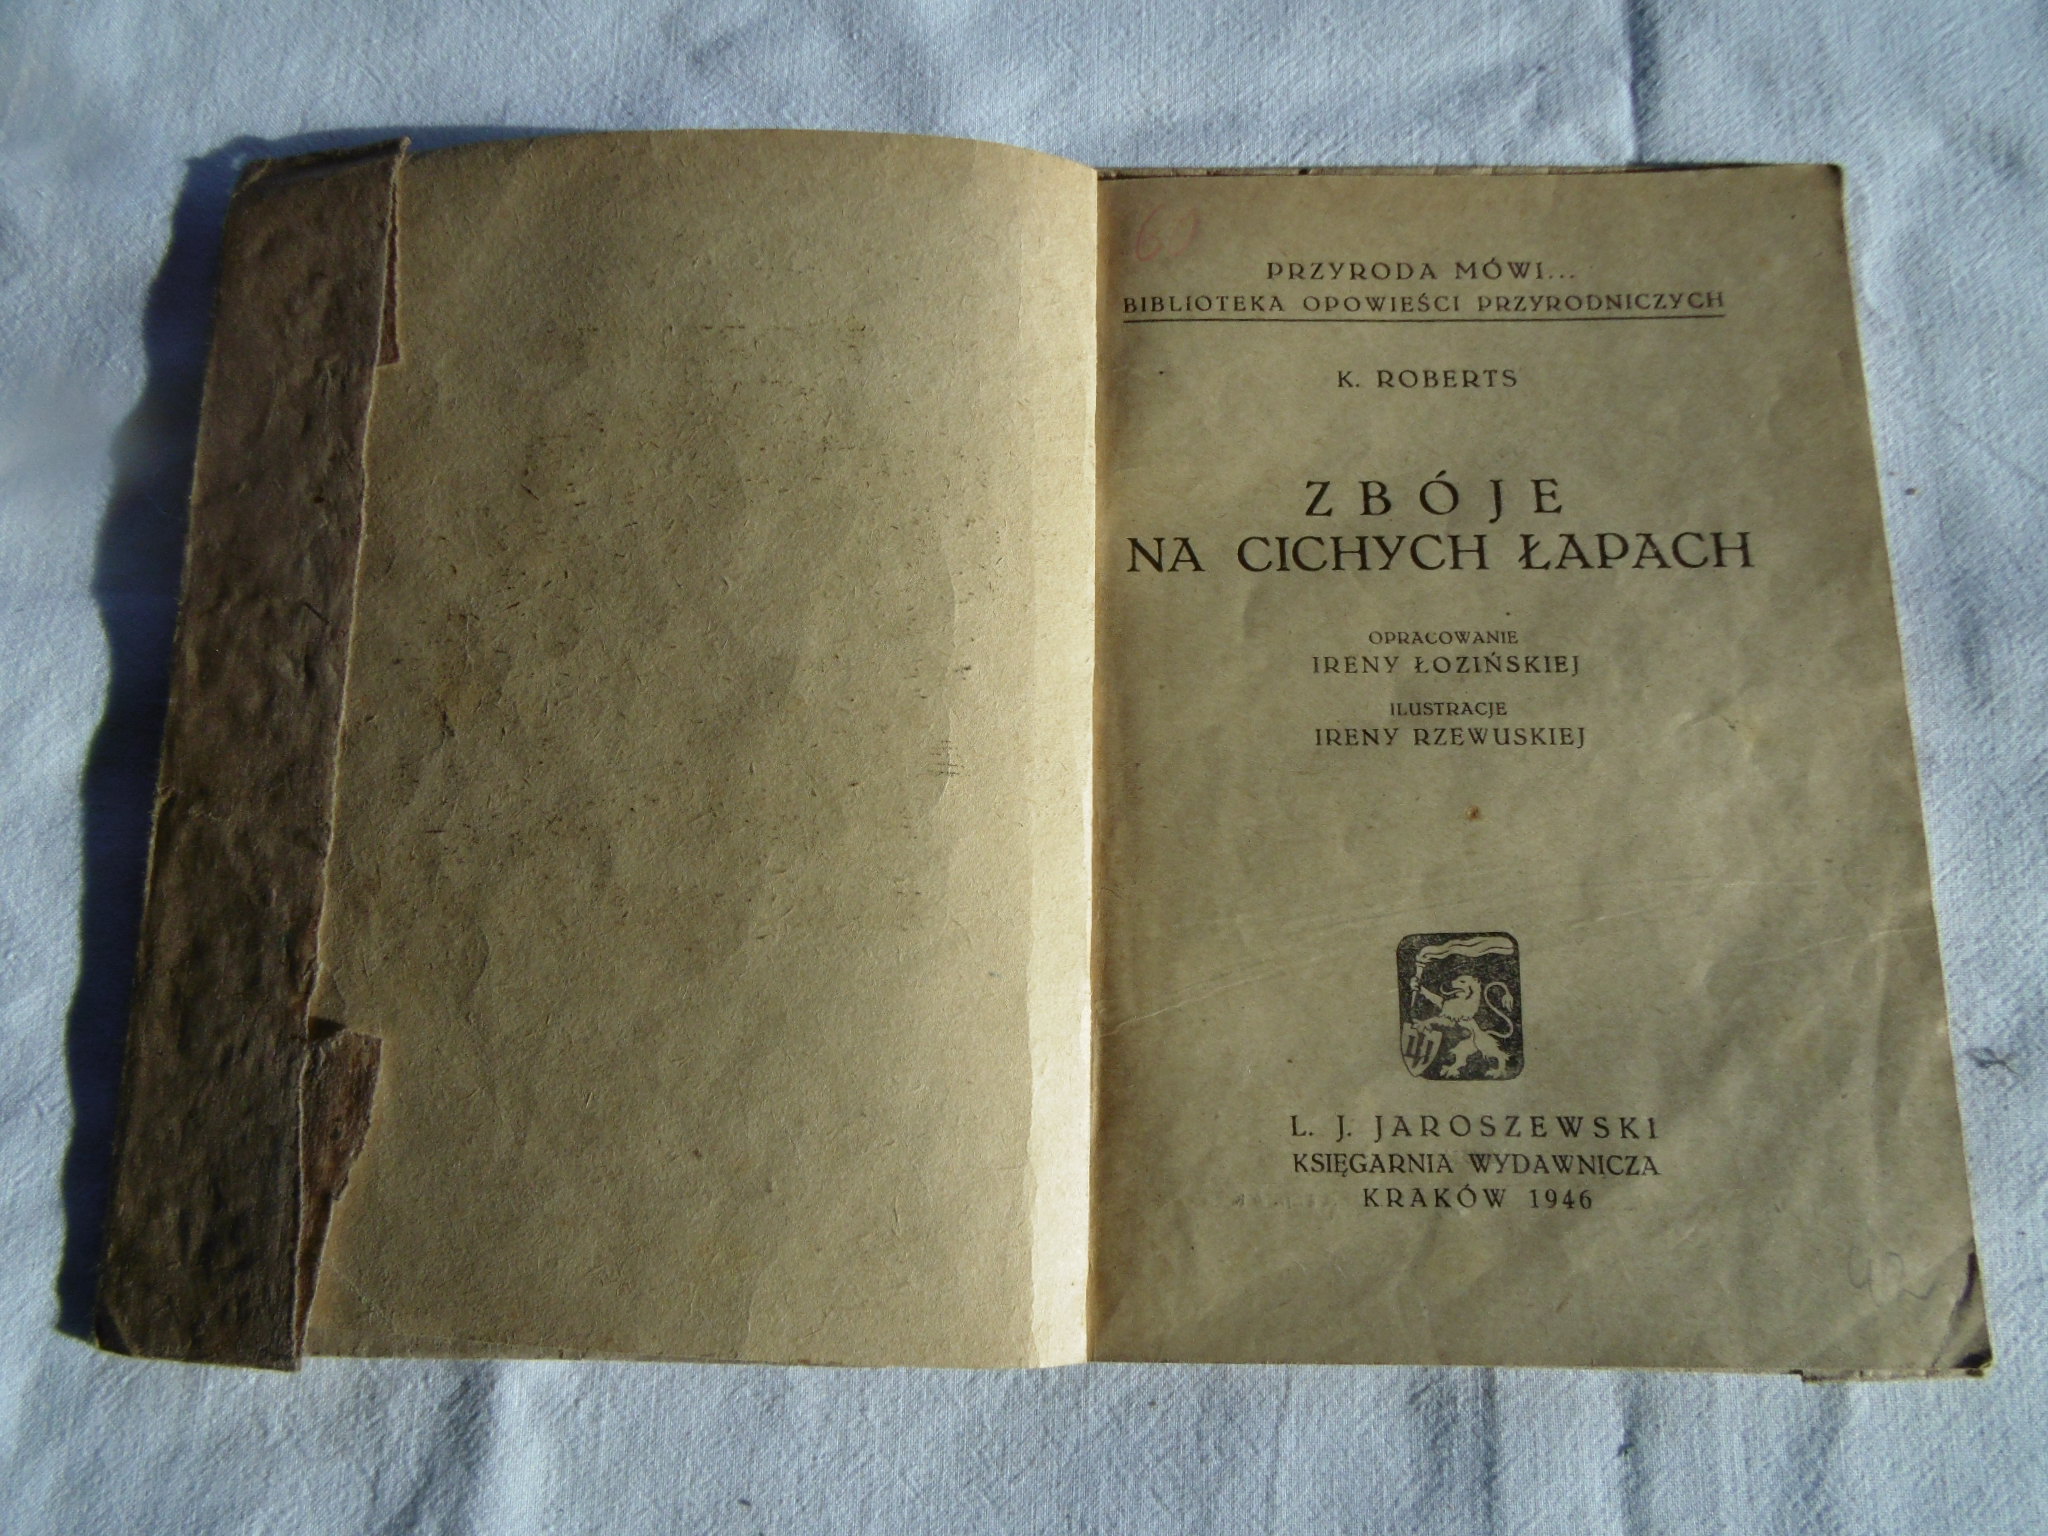 PRZYRODA MÓWI...
BIBLIOTEKA OPOWIEŚCI PRZYRODNICZYCH
K. ROBERTS
ZBÓJE
NA CICHYCH ŁAPACH
OPRACOWANIE
IRENY ŁOZIŃSKIEJ
ILUSTRACJE
IRENY RZEWUSKIEJ
L. J. JAROSZEWSKI
KSIĘGARNIA WYDAWNICZA
KRAKÓW 1946
42